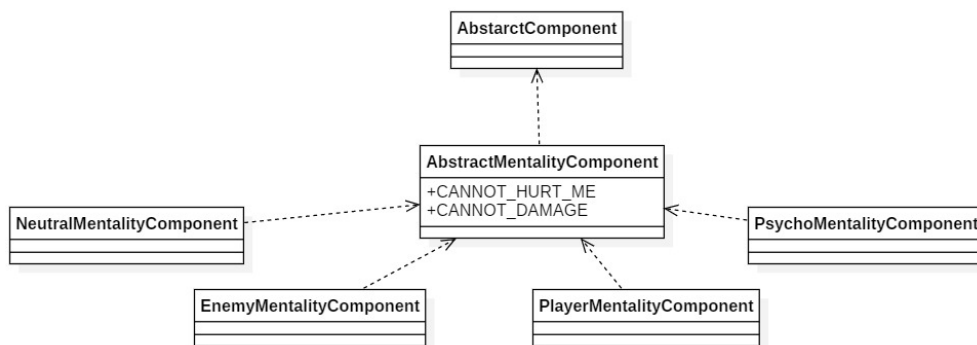 AbstarctComponent
AbstractMentalityComponent
+CANNOT_HURT_ME
+CANNOT_DAMAGE
NeutralMentalityComponent
PsychoMentalityComponent
EnemyMentalityComponent
PlayerMentalityComponent